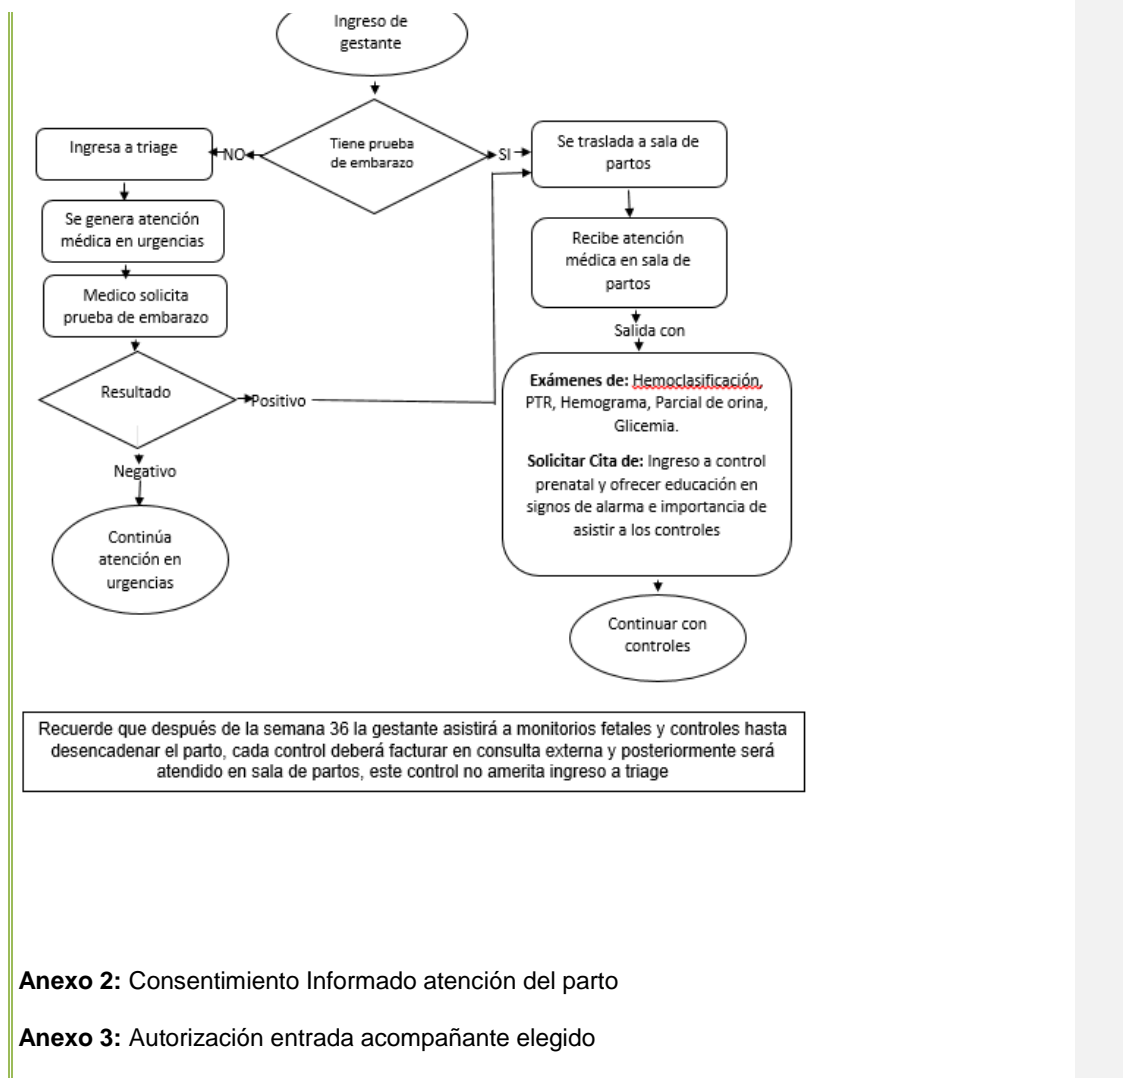 Ingreso de
gestante
Tiene prueba
de embarazo
NO
SI
Ingresa a triage
Se genera atención
médica en urgencias
Medico solicita
prueba de embarazo
Resultado
Positivo
Negativo
Continúa
atención en
urgencias
Se traslada a sala de
partos
Recibe atención
médica en sala de
partos
Salida con
Exámenes de: Hemoclasificación,
PTR, Hemograma, Parcial de orina,
Glicemia.
Solicitar Cita de: Ingreso a control
prenatal y ofrecer educación en
signos de alarma e importancia de
asistir a los controles
Continuar con
controles
Recuerde que después de la semana 36 la gestante asistirá a monitorios fetales y controles hasta
desencadenar el parto, cada control deberá facturar en consulta externa y posteriormente será
atendido en sala de partos, este control no amerita ingreso a triage
Anexo 2: Consentimiento Informado atención del parto
Anexo 3: Autorización entrada acompañante elegido